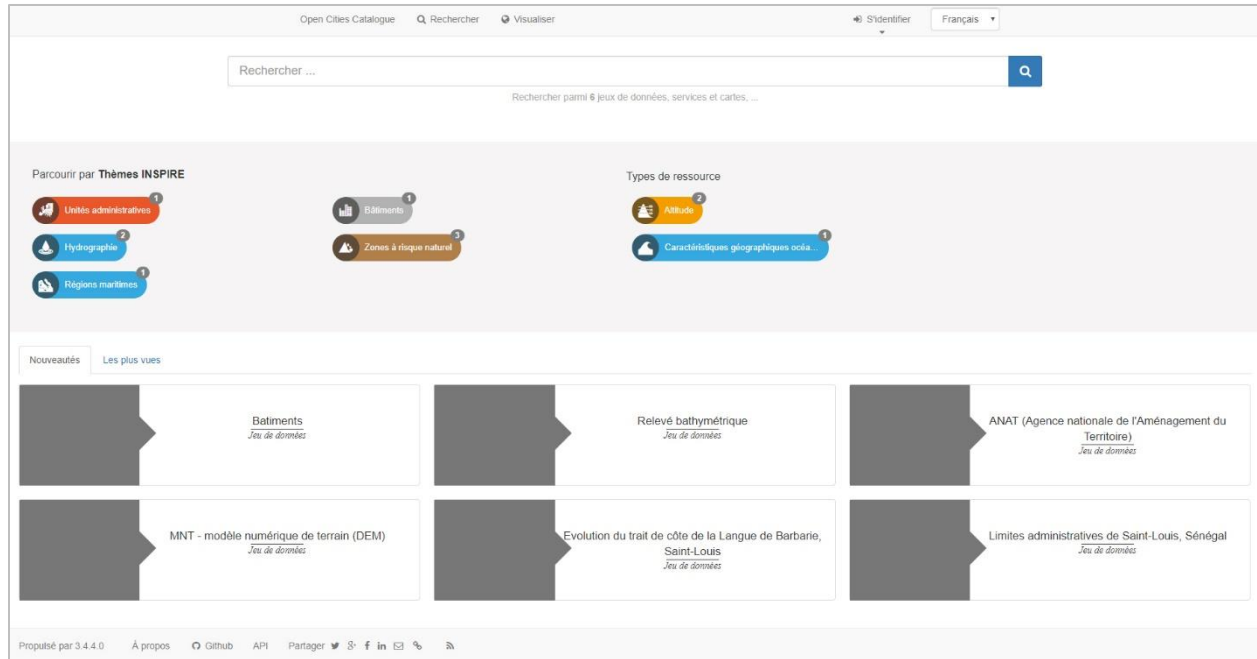 Open Cities Catalogue Rechercher Visualiser S'identifier Français
Rechercher ...
Rechercher parmi 6 jeux de données, services et cartes, ...
Parcourir par Thèmes INSPIRE
Types de ressource
Unités administratives 1
Bâtiments 1
Altitude 2
Hydrographie 2
Zones à risque naturel 3
Caractéristiques géographiques océa... 1
Régions maritimes 1
Nouveautés Les plus vues
Batiments
Jeu de données
Relevé bathymétrique
Jeu de données
ANAT (Agence nationale de l'Aménagement du
Territoire)
Jeu de données
MNT - modèle numérique de terrain (DEM)
Jeu de données
Evolution du trait de côte de la Langue de Barbarie,
Saint-Louis
Jeu de données
Limites administratives de Saint-Louis, Sénégal
Jeu de données
Propulsé par 3.4.4.0 À propos Github API Partager